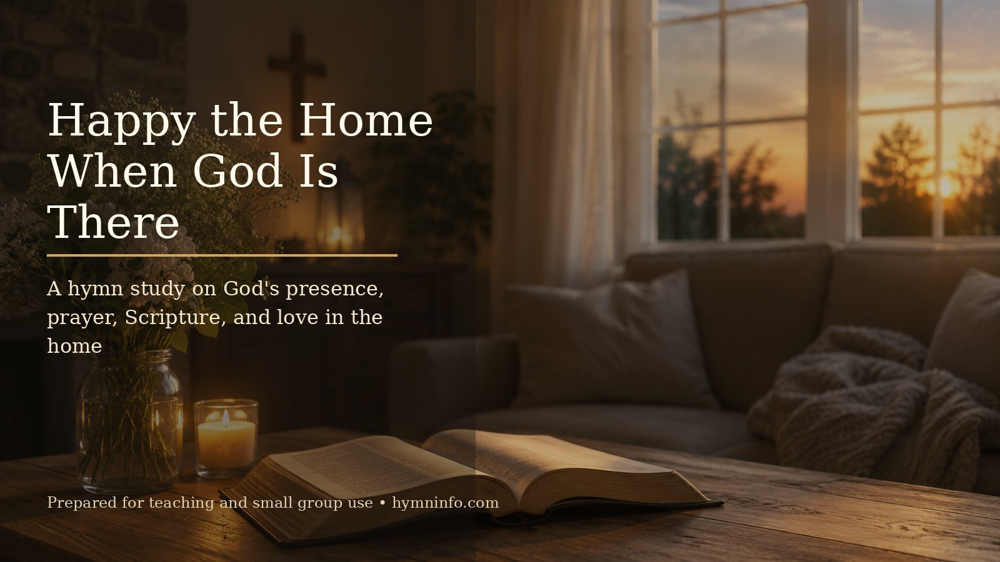 Happy the Home
When God Is
There
A hymn study on God's presence,
prayer, Scripture, and love in the
home
Prepared for teaching and small group use • hymninfo.com